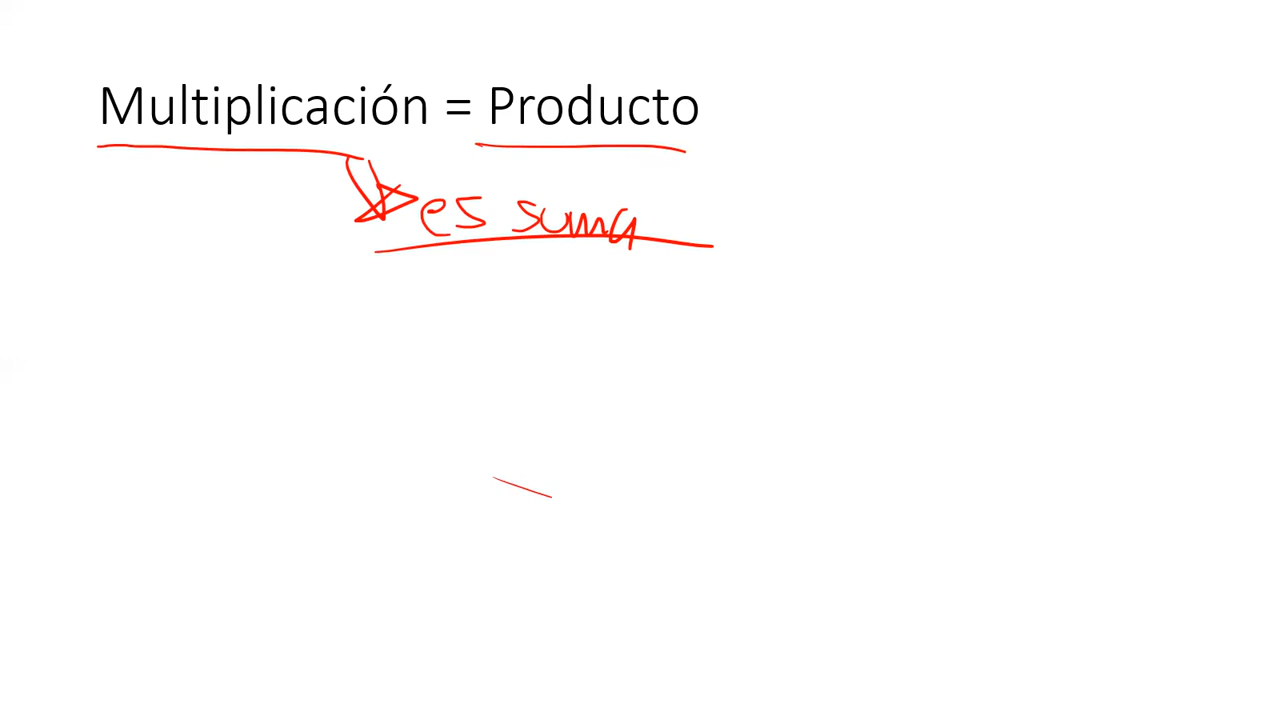 Multiplicación = Producto
es suma